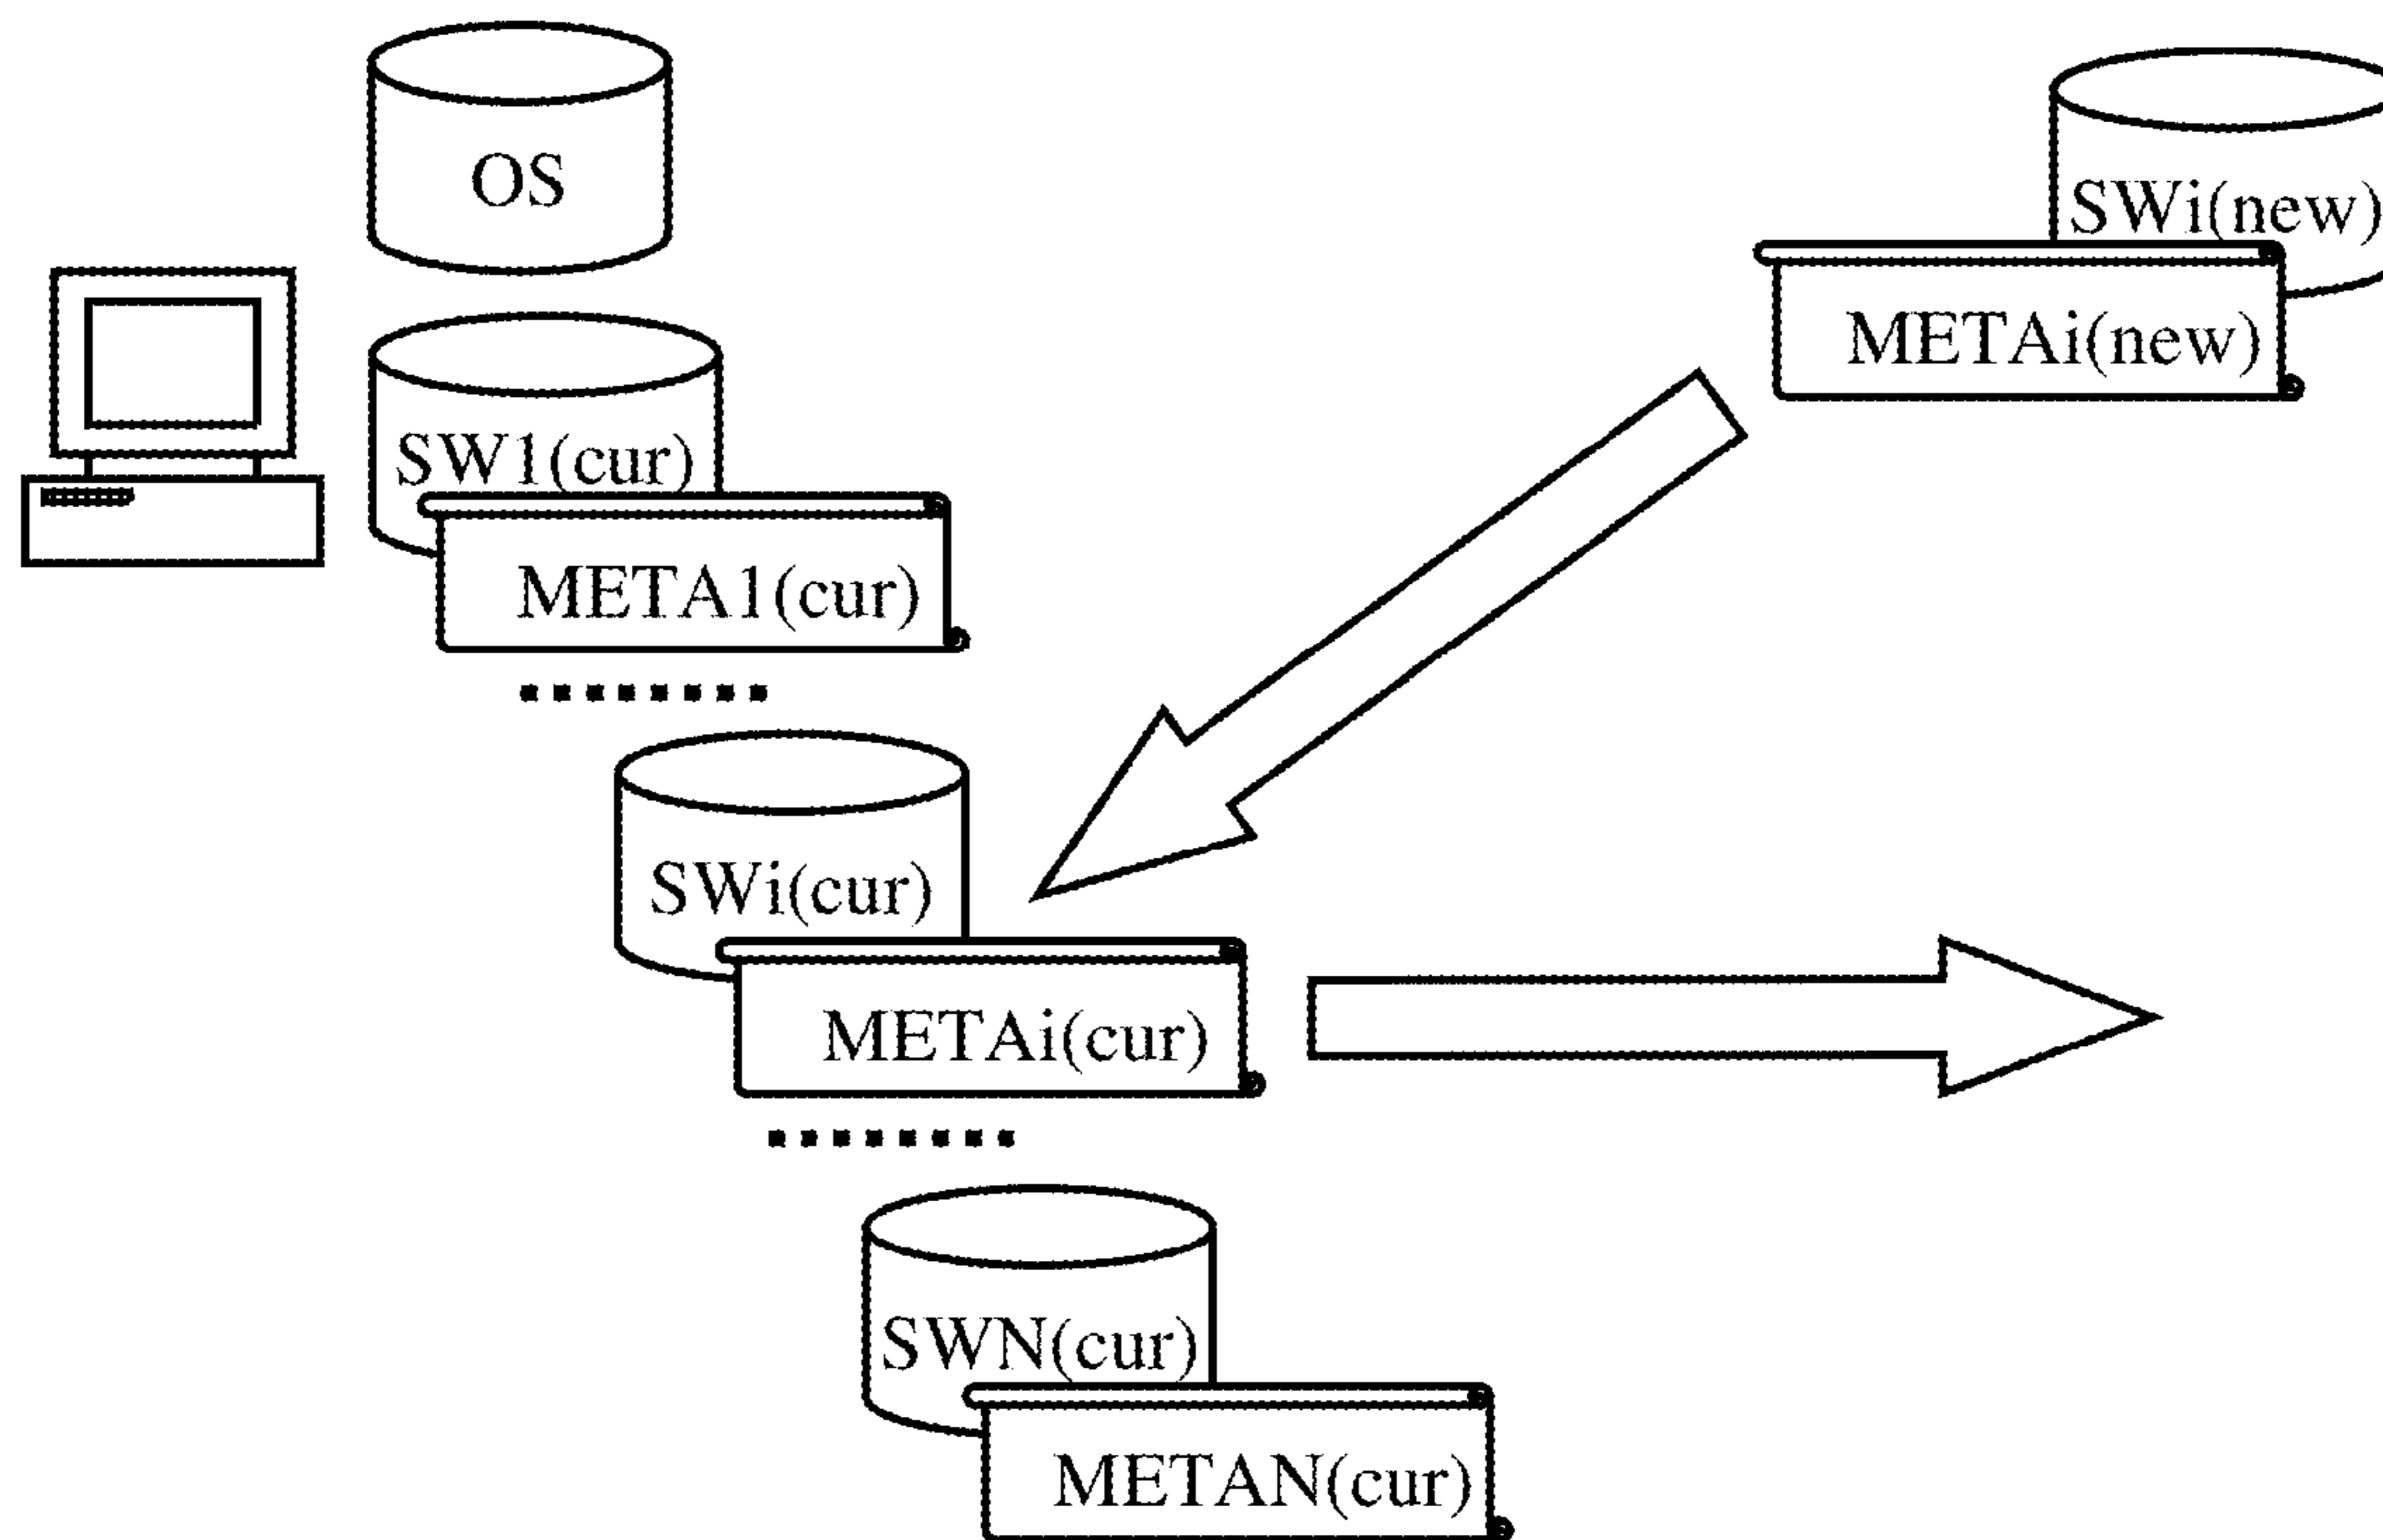 OS
SWi(new)
METAi(new)
SW1(cur)
META1(cur)
SWi(cur)
METAi(cur)
SWN(cur)
METAN(cur)